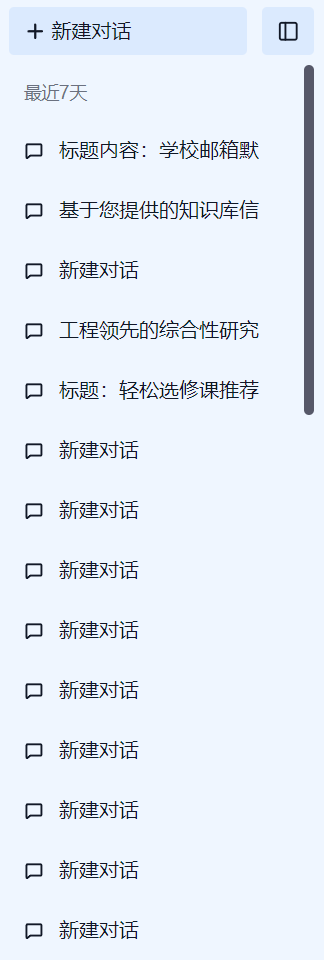 新建对话
最近7天
标题内容：学校邮箱默
基于您提供的知识库信
新建对话
工程领先的综合性研究
标题：轻松选修课推荐
新建对话
新建对话
新建对话
新建对话
新建对话
新建对话
新建对话
新建对话
新建对话